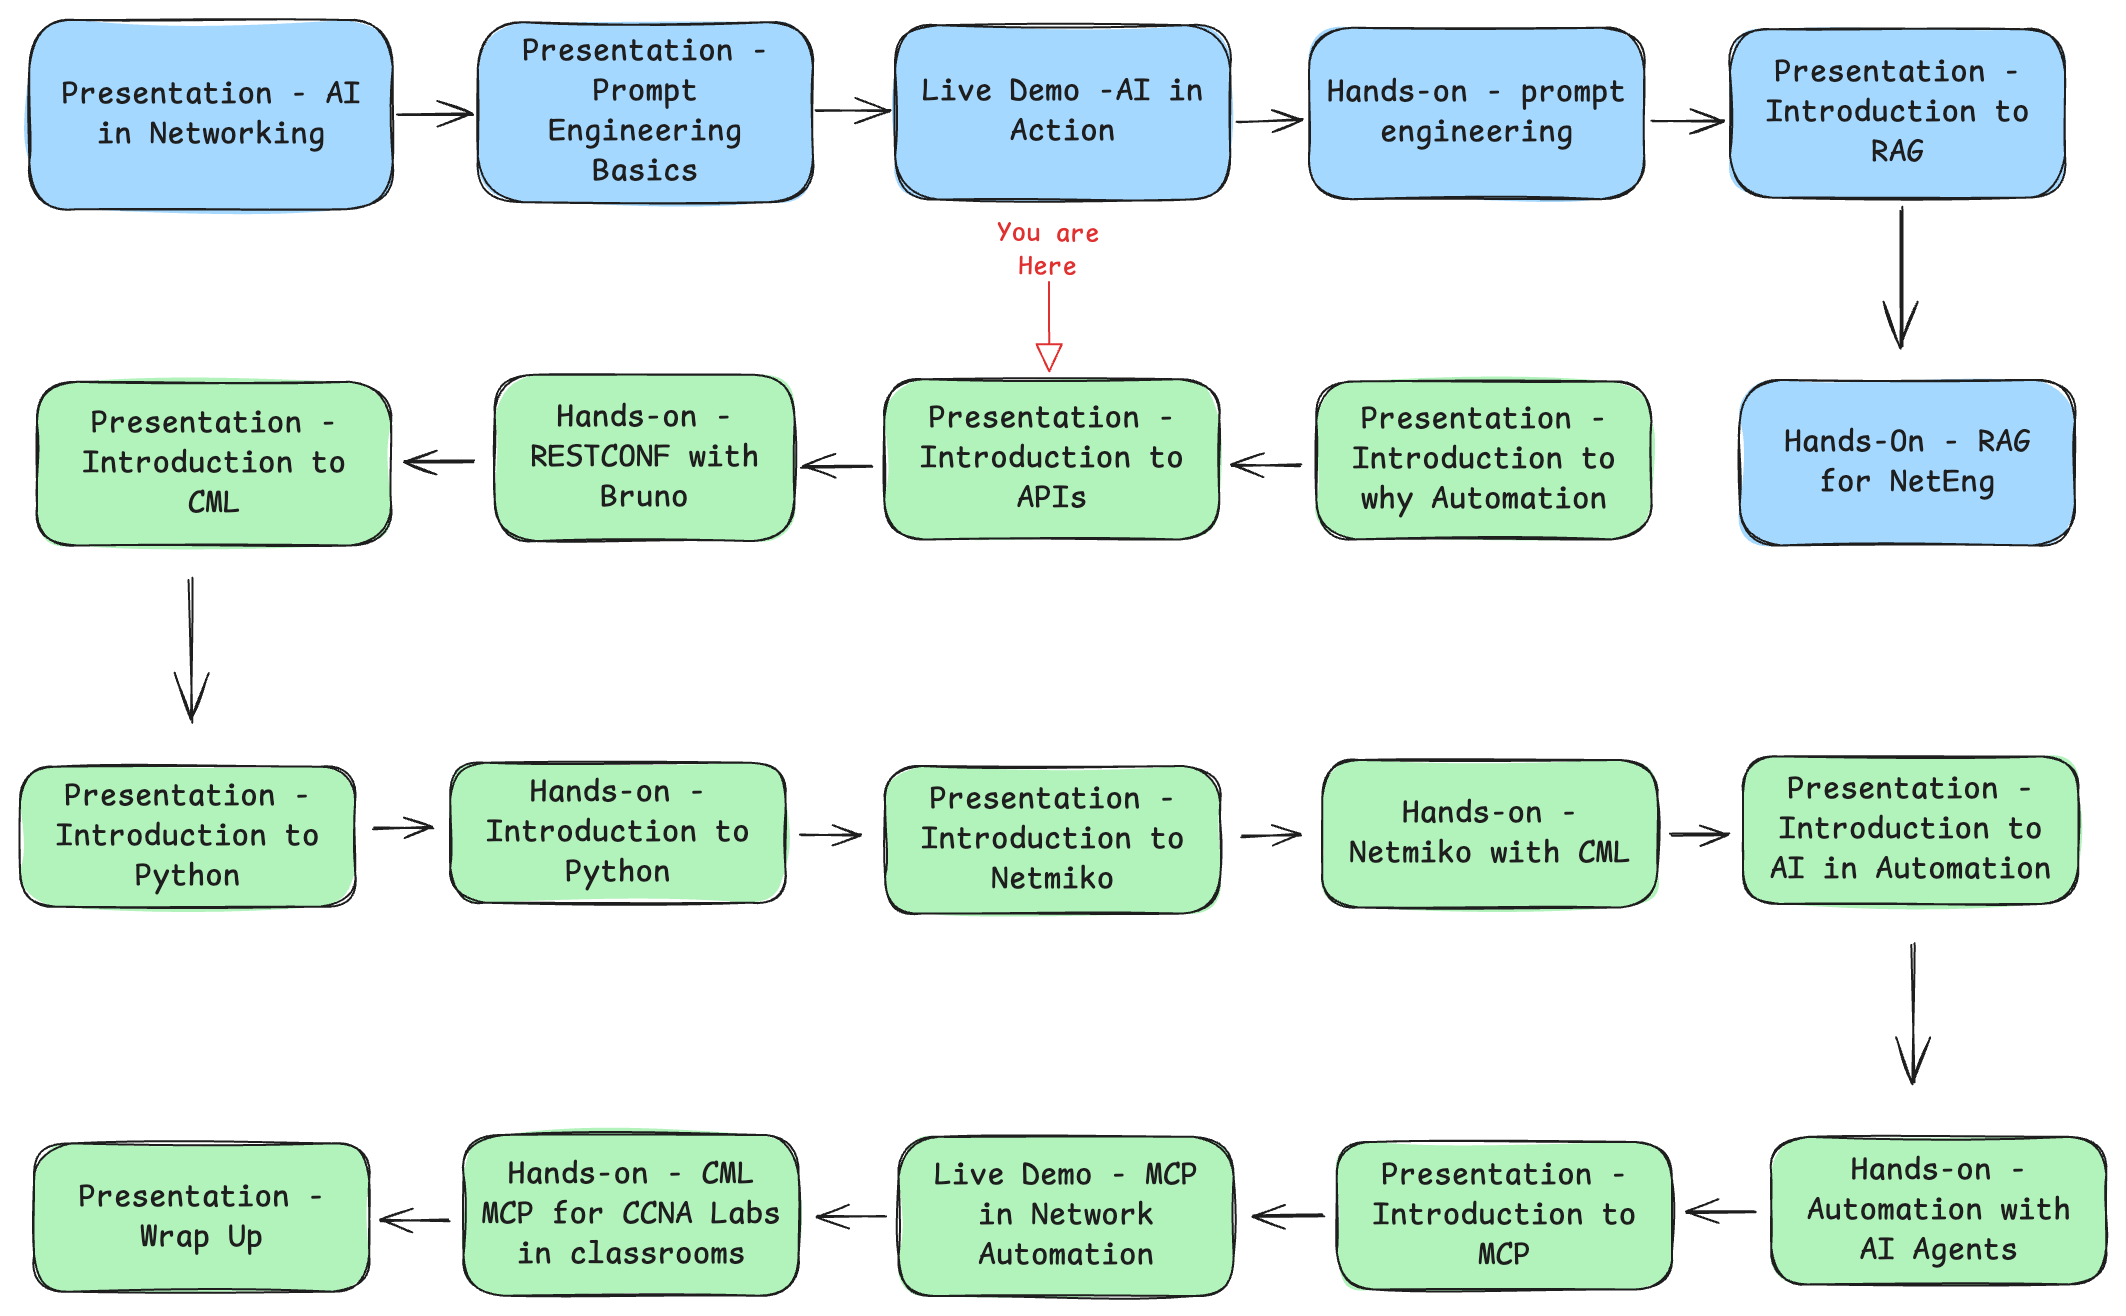 Presentation - AI
in Networking
Presentation -
Prompt
Engineering
Basics
Live Demo -AI in
Action
Hands-on - prompt
engineering
Presentation -
Introduction to
RAG
You are
Here
Presentation -
Introduction to
CML
Hands-on -
RESTCONF with
Bruno
Presentation -
Introduction to
APIs
Presentation -
Introduction to
why Automation
Hands-On - RAG
for NetEng
Presentation -
Introduction to
Python
Hands-on -
Introduction to
Python
Presentation -
Introduction to
Netmiko
Hands-on -
Netmiko with CML
Presentation -
Introduction to
AI in Automation
Presentation -
Wrap Up
Hands-on - CML
MCP for CCNA Labs
in classrooms
Live Demo - MCP
in Network
Automation
Presentation -
Introduction to
MCP
Hands-on -
Automation with
AI Agents